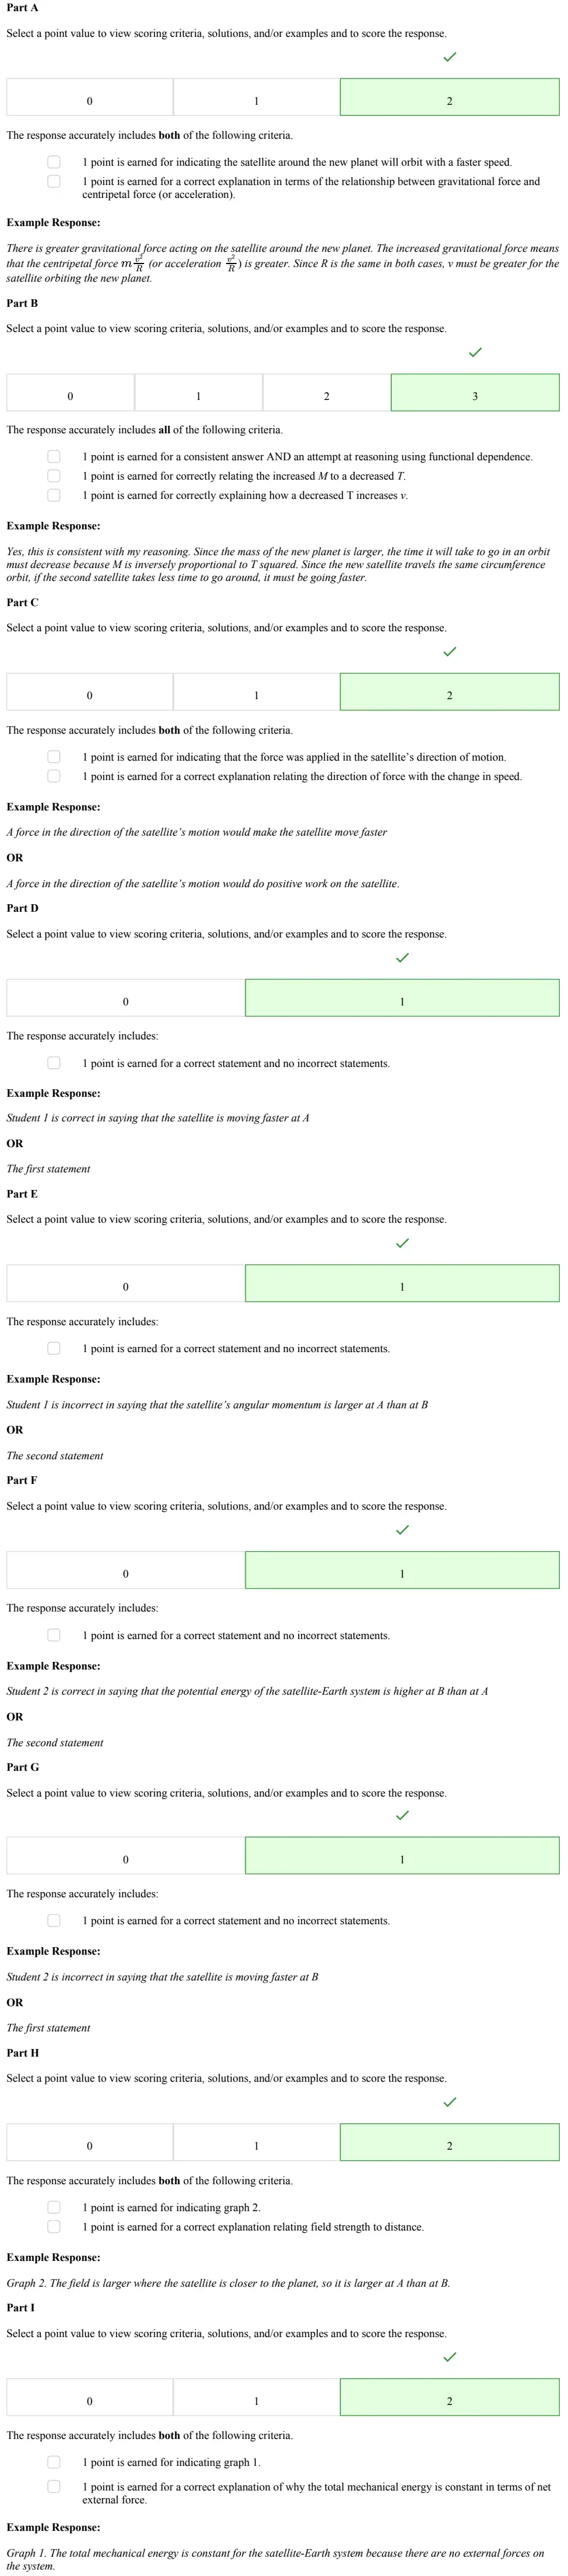 Part A
Select a point value to view scoring criteria, solutions, and/or examples and to score the response.
0
1
2
The response accurately includes both of the following criteria.
1 point is earned for indicating the satellite around the new planet will orbit with a faster speed.
1 point is earned for a correct explanation in terms of the relationship between gravitational force and
centripetal force (or acceleration).
Example Response:
There is greater gravitational force acting on the satellite around the new planet. The increased gravitational force means
that the centripetal force m v²/R (or acceleration v²/R) is greater. Since R is the same in both cases, v must be greater for the
satellite orbiting the new planet.
Part B
Select a point value to view scoring criteria, solutions, and/or examples and to score the response.
0
1
2
3
The response accurately includes all of the following criteria.
1 point is earned for a consistent answer AND an attempt at reasoning using functional dependence.
1 point is earned for correctly relating the increased M to a decreased T.
1 point is earned for correctly explaining how a decreased T increases v.
Example Response:
Yes, this is consistent with my reasoning. Since the mass of the new planet is larger, the time it will take to go in an orbit
must decrease because M is inversely proportional to T squared. Since the new satellite travels the same circumference
orbit, if the second satellite takes less time to go around, it must be going faster.
Part C
Select a point value to view scoring criteria, solutions, and/or examples and to score the response.
0
1
2
The response accurately includes both of the following criteria.
1 point is earned for indicating that the force was applied in the satellite's direction of motion.
1 point is earned for a correct explanation relating the direction of force with the change in speed.
Example Response:
A force in the direction of the satellite's motion would make the satellite move faster
OR
A force in the direction of the satellite's motion would do positive work on the satellite.
Part D
Select a point value to view scoring criteria, solutions, and/or examples and to score the response.
0
1
The response accurately includes:
1 point is earned for a correct statement and no incorrect statements.
Example Response:
Student 1 is correct in saying that the satellite is moving faster at A
OR
The first statement
Part E
Select a point value to view scoring criteria, solutions, and/or examples and to score the response.
0
1
The response accurately includes:
1 point is earned for a correct statement and no incorrect statements.
Example Response:
Student 1 is incorrect in saying that the satellite's angular momentum is larger at A than at B
OR
The second statement
Part F
Select a point value to view scoring criteria, solutions, and/or examples and to score the response.
0
1
The response accurately includes:
1 point is earned for a correct statement and no incorrect statements.
Example Response:
Student 2 is correct in saying that the potential energy of the satellite-Earth system is higher at B than at A
OR
The second statement
Part G
Select a point value to view scoring criteria, solutions, and/or examples and to score the response.
0
1
The response accurately includes:
1 point is earned for a correct statement and no incorrect statements.
Example Response:
Student 2 is incorrect in saying that the satellite is moving faster at B
OR
The first statement
Part H
Select a point value to view scoring criteria, solutions, and/or examples and to score the response.
0
1
2
The response accurately includes both of the following criteria.
1 point is earned for indicating graph 2.
1 point is earned for a correct explanation relating field strength to distance.
Example Response:
Graph 2. The field is larger where the satellite is closer to the planet, so it is larger at A than at B.
Part I
Select a point value to view scoring criteria, solutions, and/or examples and to score the response.
0
1
2
The response accurately includes both of the following criteria.
1 point is earned for indicating graph 1.
1 point is earned for a correct explanation of why the total mechanical energy is constant in terms of net
external force.
Example Response:
Graph 1. The total mechanical energy is constant for the satellite-Earth system because there are no external forces on
the system.